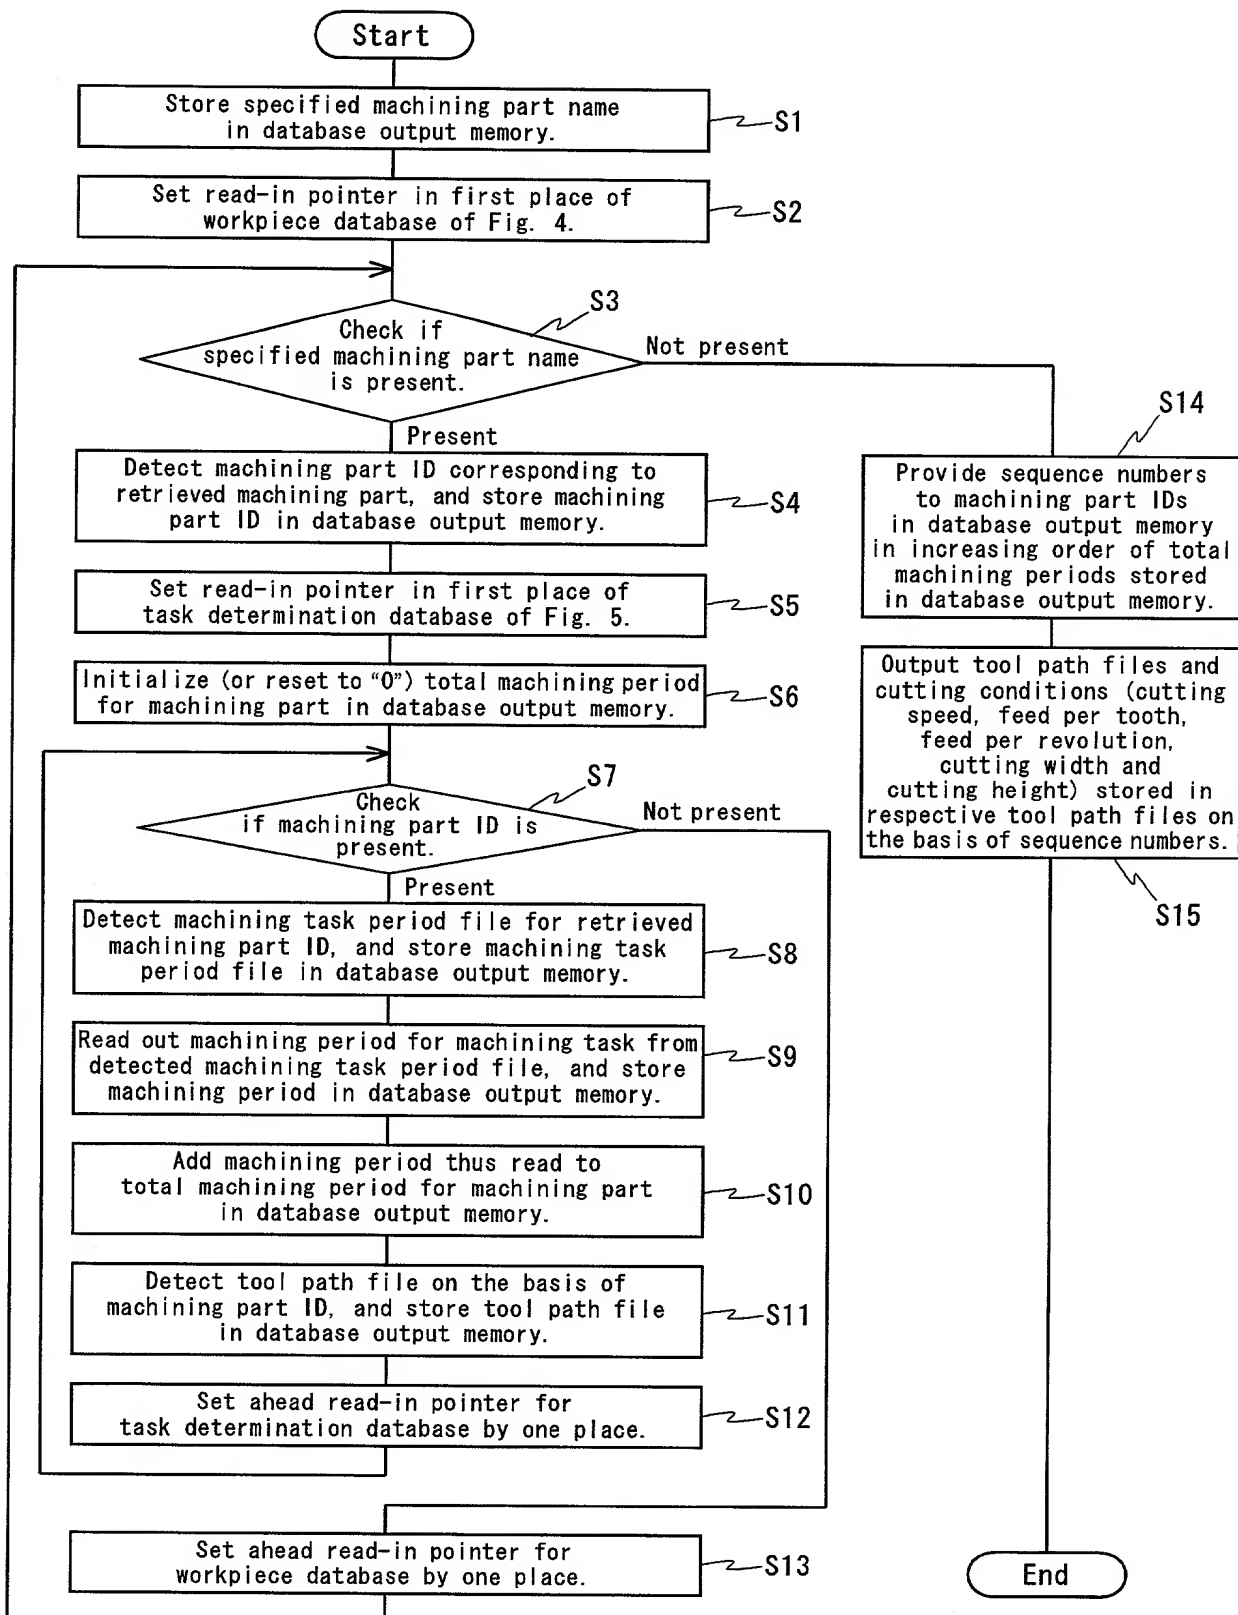 Start
Store specified machining part name
in database output memory.
S1
Set read-in pointer in first place of
workpiece database of Fig. 4.
S2
S3
Check if
specified machining part name
is present.
Not present
Present
Detect machining part ID corresponding to
retrieved machining part, and store machining
part ID in database output memory.
S4
Set read-in pointer in first place of
task determination database of Fig. 5.
S5
Initialize (or reset to "0") total machining period
for machining part in database output memory.
S6
S7
Check
if machining part ID is
present.
Not present
Present
Detect machining task period file for retrieved
machining part ID, and store machining task
period file in database output memory.
S8
Read out machining period for machining task from
detected machining task period file, and store
machining period in database output memory.
S9
Add machining period thus read to
total machining period for machining part
in database output memory.
S10
Detect tool path file on the basis of
machining part ID, and store tool path file
in database output memory.
S11
Set ahead read-in pointer for
task determination database by one place.
S12
Set ahead read-in pointer for
workpiece database by one place.
S13
S14
Provide sequence numbers
to machining part IDs
in database output memory
in increasing order of total
machining periods stored
in database output memory.
Output tool path files and
cutting conditions (cutting
speed, feed per tooth,
feed per revolution,
cutting width and
cutting height) stored in
respective tool path files on
the basis of sequence numbers.
S15
End